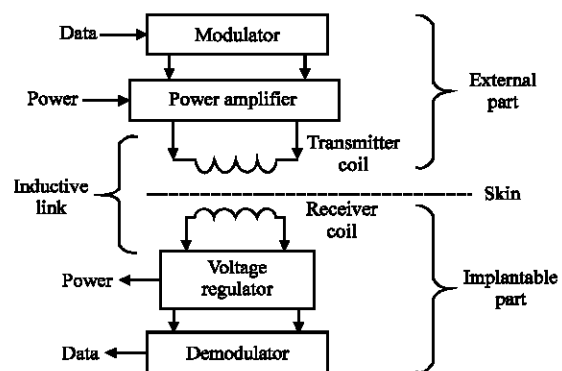 Data
Modulator
Power
Power amplifier
External
part
Transmitter
coil
Inductive
link
Skin
Receiver
coil
Power
Voltage
regulator
Implantable
part
Data
Demodulator